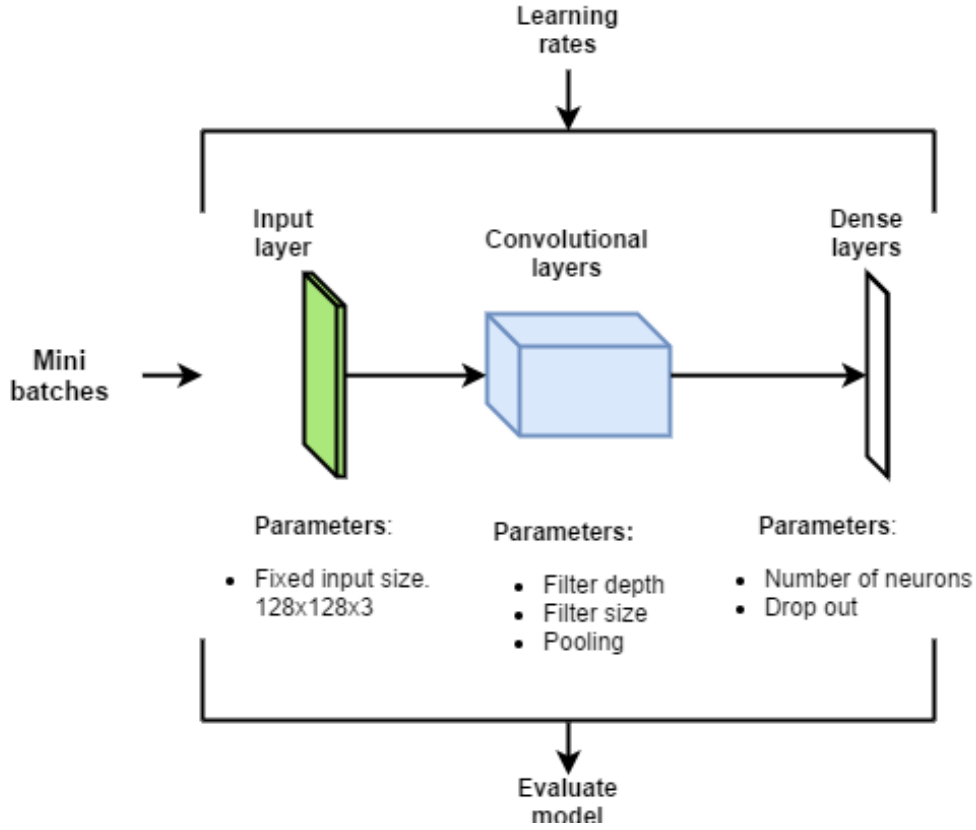 Learning
rates
Input
layer
Convolutional
layers
Dense
layers
Mini
batches
Parameters:
• Fixed input size.
128x128x3
Parameters:
• Filter depth
• Filter size
• Pooling
Parameters:
• Number of neurons
• Drop out
Evaluate
model